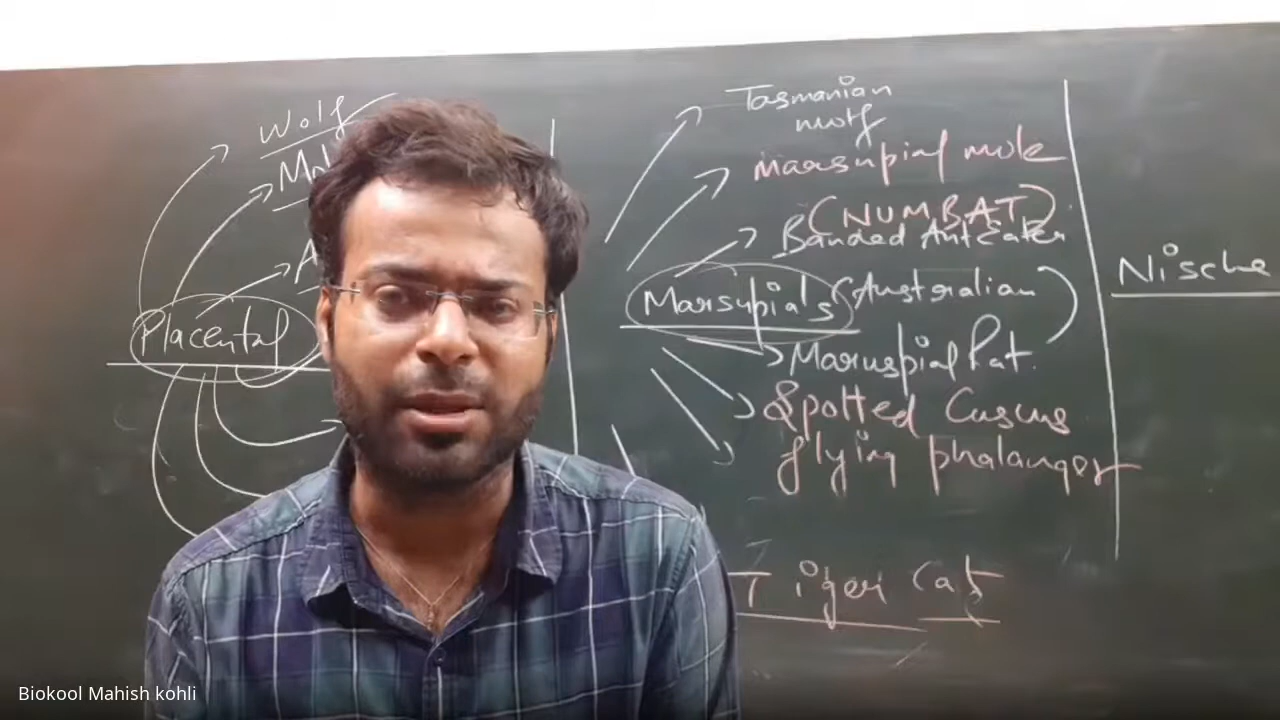 Wolf
Placental
Tasmanian
wolf
Marsupial mole
(NUMBAT)
Banded AntEater
Marsupials (Australian)
Maruspial Rat.
Spotted Cuscus
flying phalanger
Tiger Cat
Nische
Biokool Mahish kohli